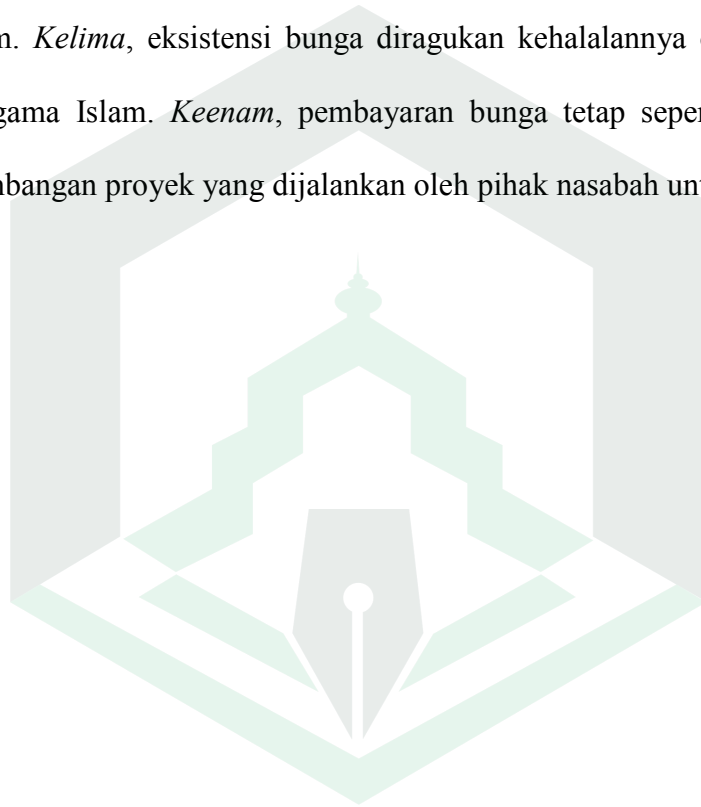 m. Kelima, eksistensi bunga diragukan kehalalannya
gama Islam. Keenam, pembayaran bunga tetap seper
mbangan proyek yang dijalankan oleh pihak nasabah un